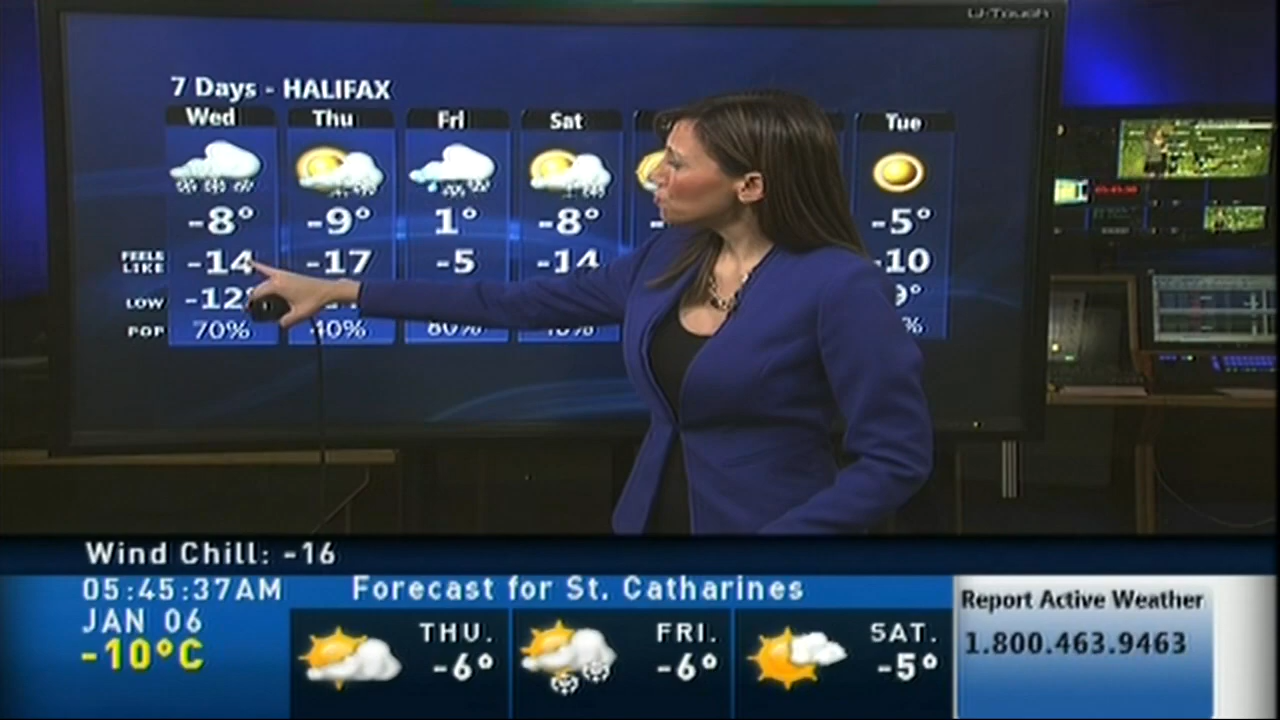 U-Touch
7 Days - HALIFAX
Wed Thu Fri Sat Tue
-8° -9° 1° -8° -5°
FEELS LIKE -14 -17 -5 -14 -10
LOW -12°
POP 70% 40% 80%
Wind Chill: -16
05:45:37AM
JAN 06
-10°C
Forecast for St. Catharines
THU. FRI. SAT.
-6° -6° -5°
Report Active Weather
1.800.463.9463